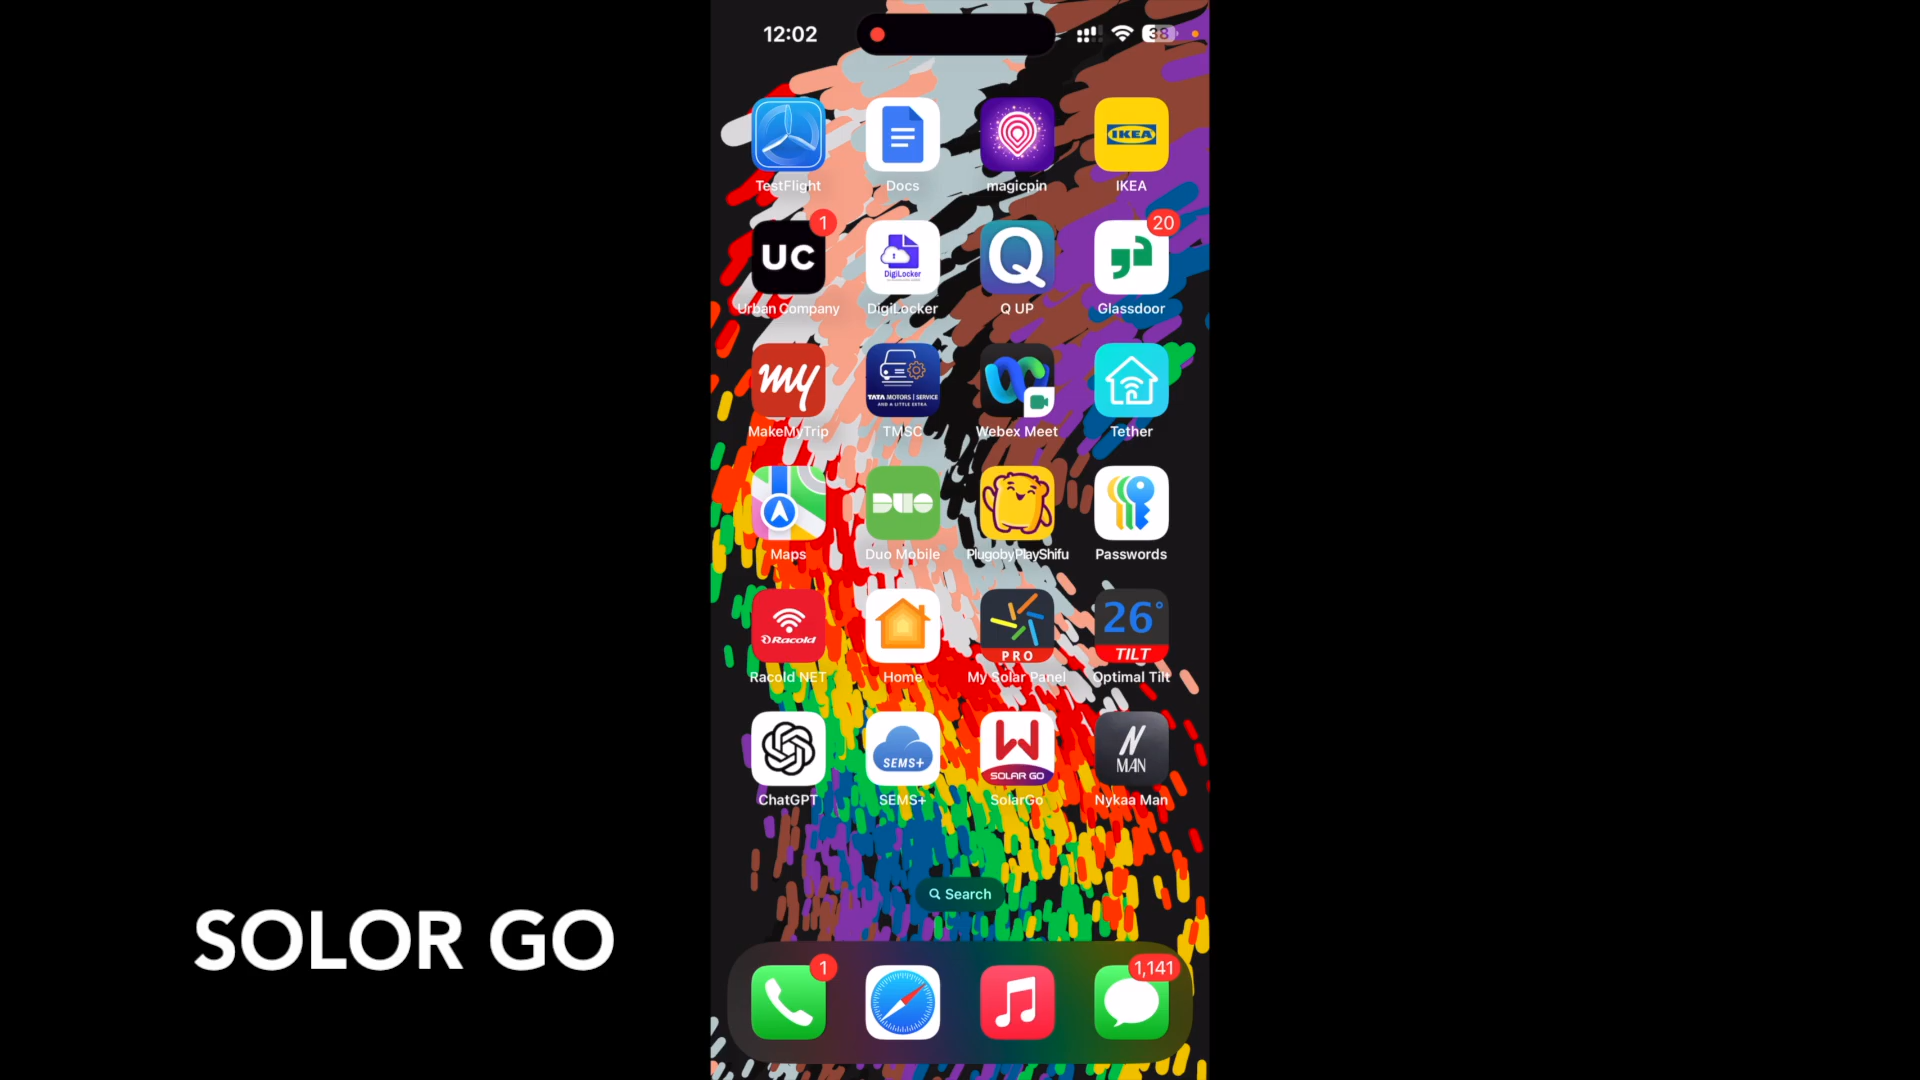 12:02
38
TestFlight
Docs
magicpin
IKEA
IKEA
1
20
UC
DigiLocker
Q
Urban Company
DigiLocker
Q UP
Glassdoor
my
TATA MOTORS | SERVICE
AND A LITTLE EXTRA
MakeMyTrip
TMSC
Webex Meet
Tether
DUO
Maps
Duo Mobile
PlugobyPlayShifu
Passwords
Racold
PRO
26°
TILT
Racold NET
Home
My Solar Panel
Optimal Tilt
SEMS+
SOLAR GO
N
MAN
ChatGPT
SEMS+
SolarGo
Nykaa Man
Search
SOLOR GO
1
1,141